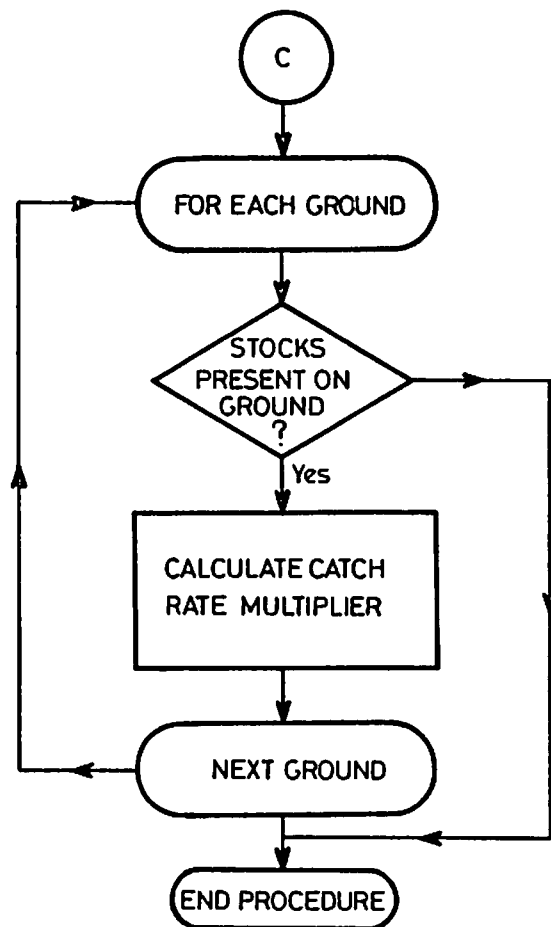 C
FOR EACH GROUND
STOCKS
PRESENT ON
GROUND
?
Yes
CALCULATE CATCH
RATE MULTIPLIER
NEXT GROUND
END PROCEDURE